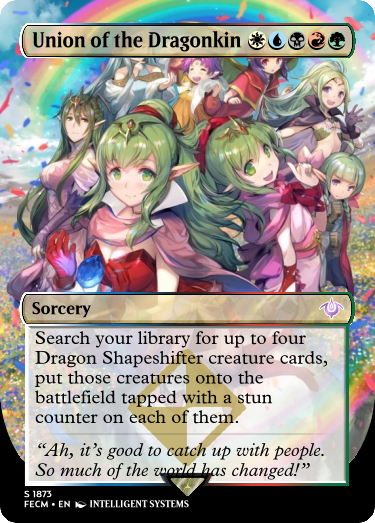 Union of the Dragonkin
Sorcery
Search your library for up to four
Dragon Shapeshifter creature cards,
put those creatures onto the
battlefield tapped with a stun
counter on each of them.
“Ah, it’s good to catch up with people.
So much of the world has changed!”
S 1873
FECM • EN INTELLIGENT SYSTEMS